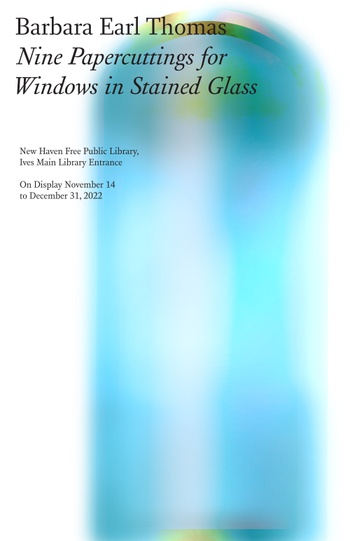 Barbara Earl Thomas
Nine Papercuttings for
Windows in Stained Glass
New Haven Free Public Library,
Ives Main Library Entrance
On Display November 14
to December 31, 2022